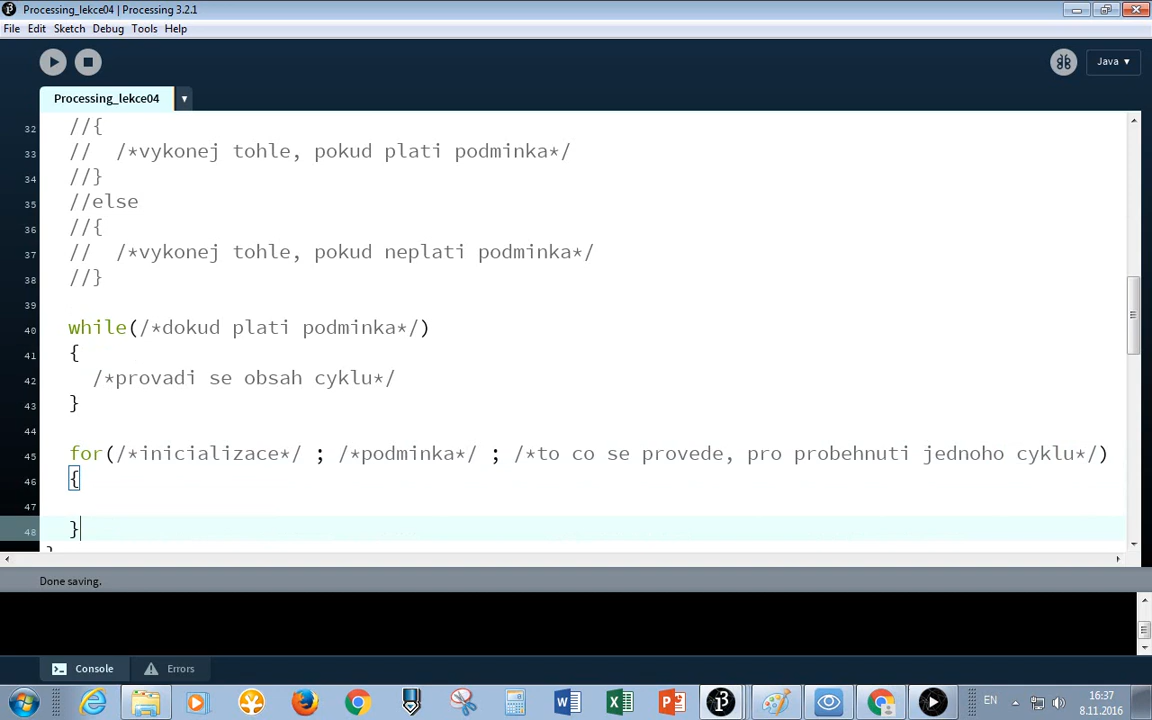 Processing_lekce04 | Processing 3.2.1
File Edit Sketch Debug Tools Help
Java ▾
Processing_lekce04 ▾
32 //{
33 //  /*vykonej tohle, pokud plati podminka*/
34 //}
35 //else
36 //{
37 //  /*vykonej tohle, pokud neplati podminka*/
38 //}
39
40 while(/*dokud plati podminka*/)
41 {
42   /*provadi se obsah cyklu*/
43 }
44
45 for(/*inicializace*/ ; /*podminka*/ ; /*to co se provede, pro probehnuti jednoho cyklu*/)
46 {
47
48 }
Done saving.
Console Errors
EN 16:37
8.11.2016